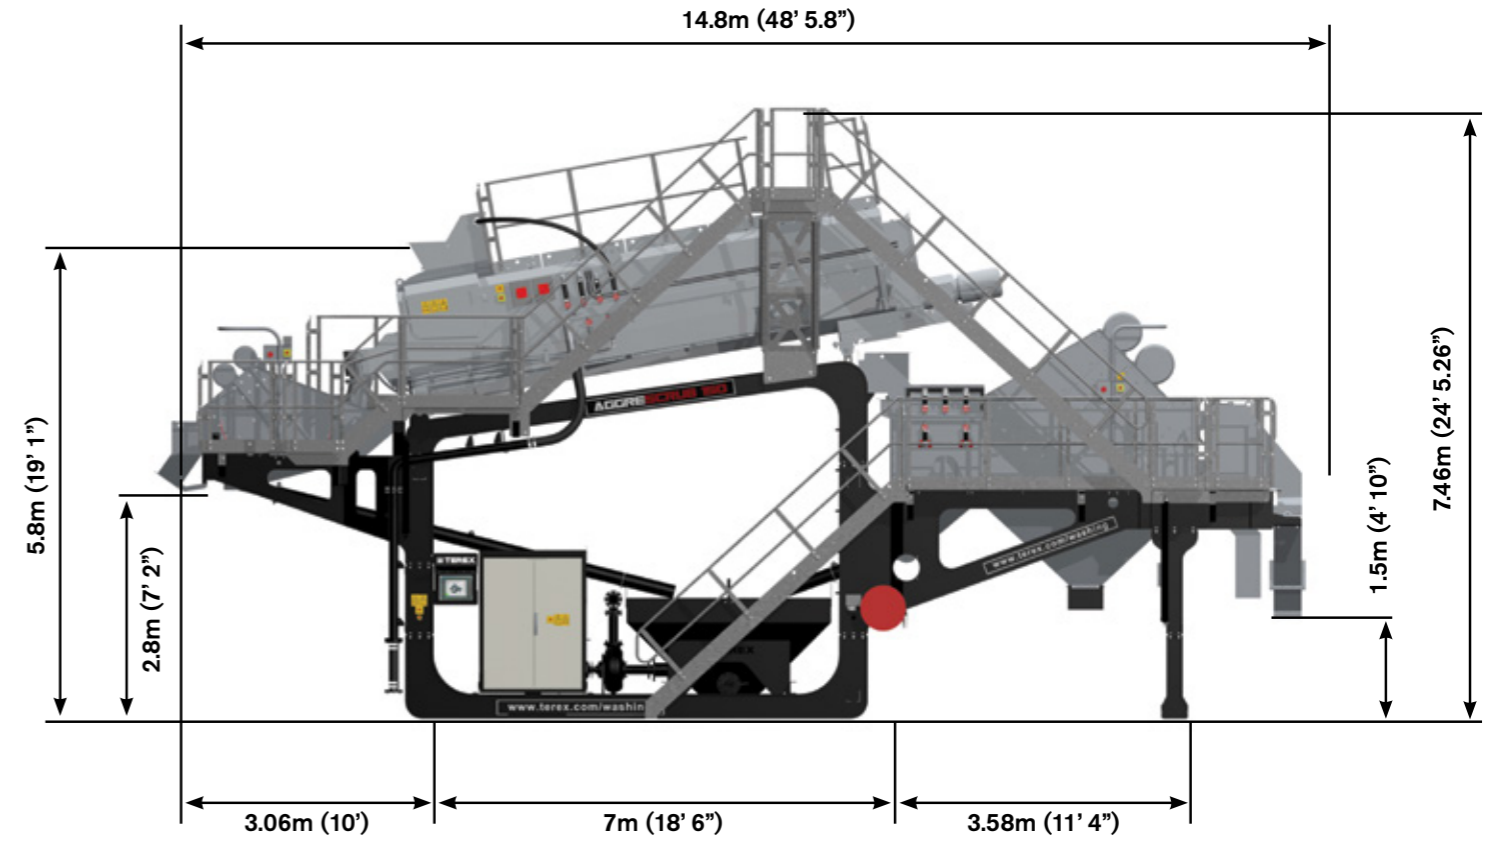 14.8m (48’ 5.8”)
AGGRESCRUB 150
5.8m (19’ 1”)
7.46m (24’ 5.26”)
1.5m (4’ 10”)
www.terex.com/washing
TEREX
2.8m (7’ 2”)
www.terex.com/washin
3.06m (10’)
7m (18’ 6”)
3.58m (11’ 4”)